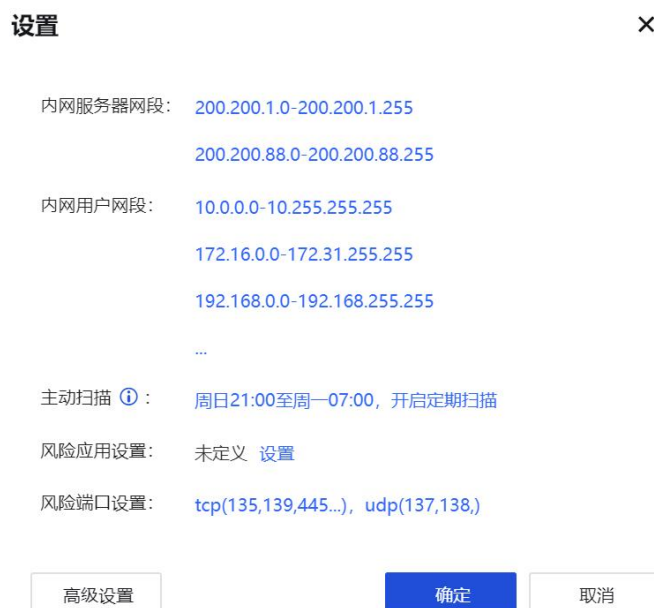 设置
内网服务器网段： 200.200.1.0-200.200.1.255
200.200.88.0-200.200.88.255
内网用户网段： 10.0.0.0-10.255.255.255
172.16.0.0-172.31.255.255
192.168.0.0-192.168.255.255
...
主动扫描 ： 周日21:00至周一07:00，开启定期扫描
风险应用设置： 未定义 设置
风险端口设置： tcp(135,139,445...)，udp(137,138,)
高级设置 确定 取消